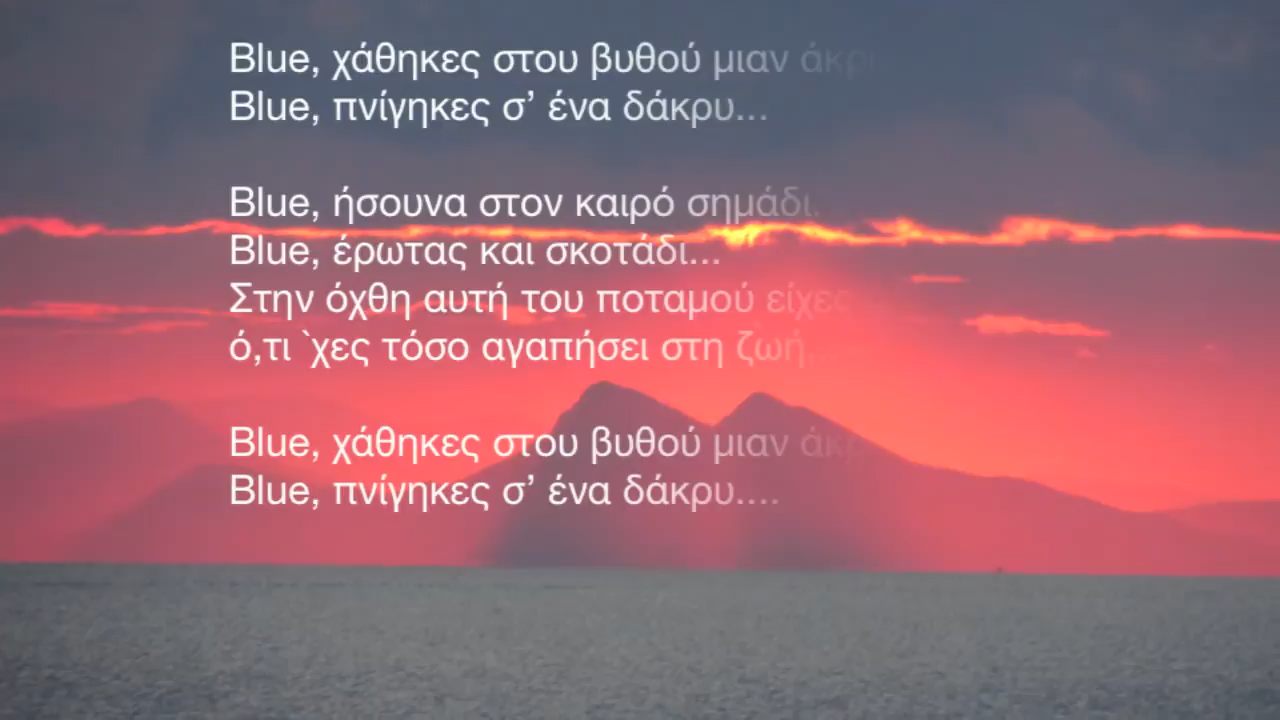 Blue, χάθηκες στου βυθού μιαν
Blue, πνίγηκες σ’ ένα δάκρυ...
Blue, ήσουνα στον καιρό σημάδι.
Blue, έρωτας και σκοτάδι...
Στην όχθη αυτή του ποταμού είχες
ό,τι `χες τόσο αγαπήσει στη ζωή...
Blue, χάθηκες στου βυθού μιαν
Blue, πνίγηκες σ’ ένα δάκρυ....